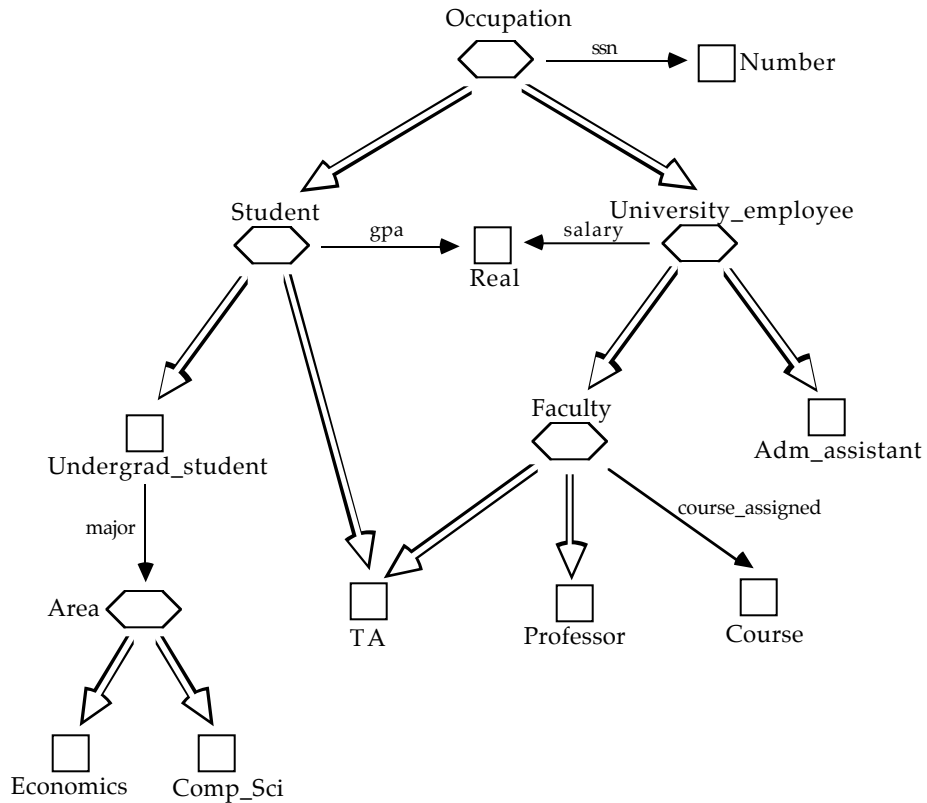 Occupation
ssn
Number
Student
University_employee
gpa
salary
Real
Faculty
Undergrad_student
Adm_assistant
major
course_assigned
Area
TA
Professor
Course
Economics
Comp_Sci